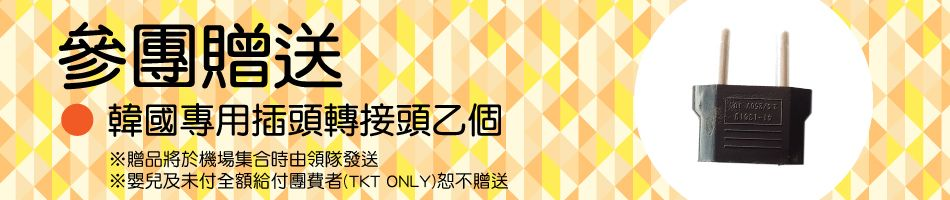 參團贈送
韓國專用插頭轉接頭乙個
※贈品將於機場集合時由領隊發送
※嬰兒及未付全額給付團費者(TKT ONLY)恕不贈送